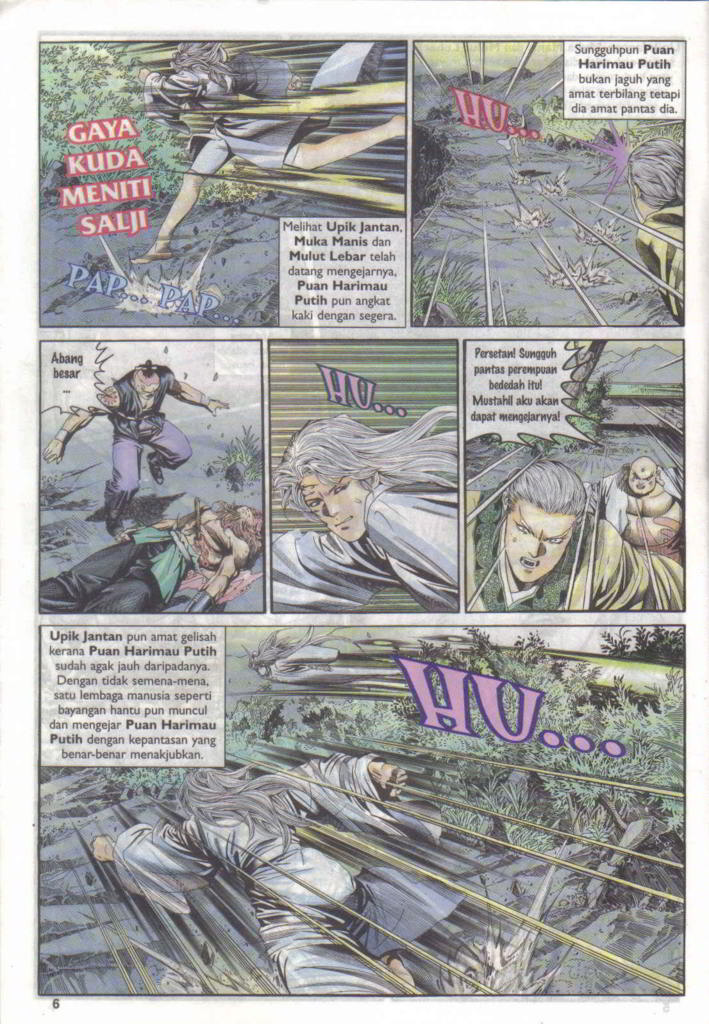 GAYA
KUDA
MENITI
SALJI
PAP... PAP...
Melihat Upik Jantan,
Muka Manis dan
Mulut Lebar telah
datang mengejarnya,
Puan Harimau
Putih pun angkat
kaki dengan segera.
Sungguhpun Puan
Harimau Putih
bukan jaguh yang
amat terbilang tetapi
dia amat pantas dia.
HU...
Abang
besar
...
HU...
Persetan! Sungguh
pantas perempuan
bededah itu!
Mustahil aku akan
dapat mengejarnya!
Upik Jantan pun amat gelisah
kerana Puan Harimau Putih
sudah agak jauh daripadanya.
Dengan tidak semena-mena,
satu lembaga manusia seperti
bayangan hantu pun muncul
dan mengejar Puan Harimau
Putih dengan kepantasan yang
benar-benar menakjubkan.
HU...
6